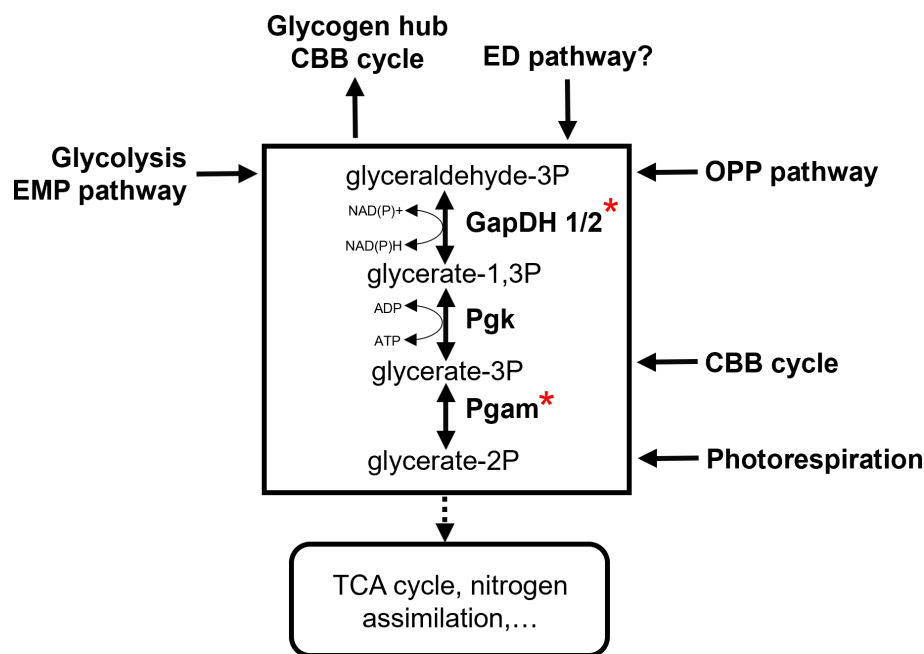 Glycogen hub
CBB cycle
ED pathway?
Glycolysis
EMP pathway
glyceraldehyde-3P
OPP pathway
NAD(P)+
GapDH 1/2*
NAD(P)H
glycerate-1,3P
ADP
Pgk
ATP
glycerate-3P
CBB cycle
Pgam*
glycerate-2P
Photorespiration
TCA cycle, nitrogen
assimilation,…